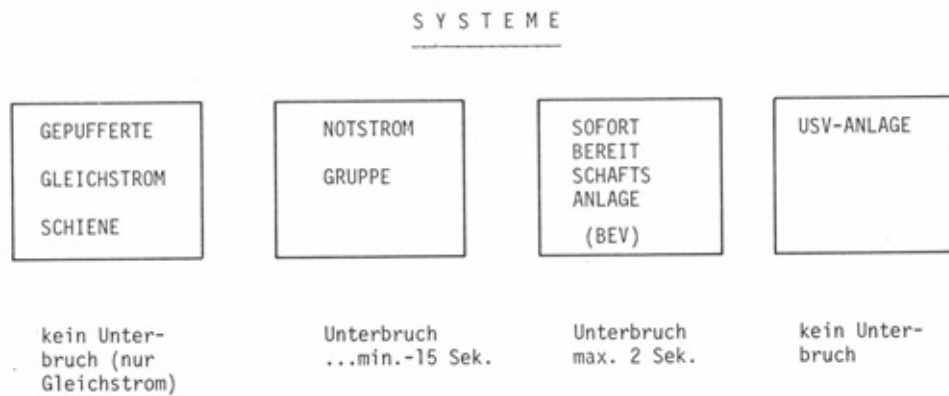 S Y S T E M E
GEPUFFERTE
GLEICHSTROM
SCHIENE
NOTSTROM
GRUPPE
SOFORT
BEREIT
SCHAFTS
ANLAGE
(BEV)
USV-ANLAGE
kein Unter-
bruch (nur
Gleichstrom)
Unterbruch
...min.-15 Sek.
Unterbruch
max. 2 Sek.
kein Unter-
bruch